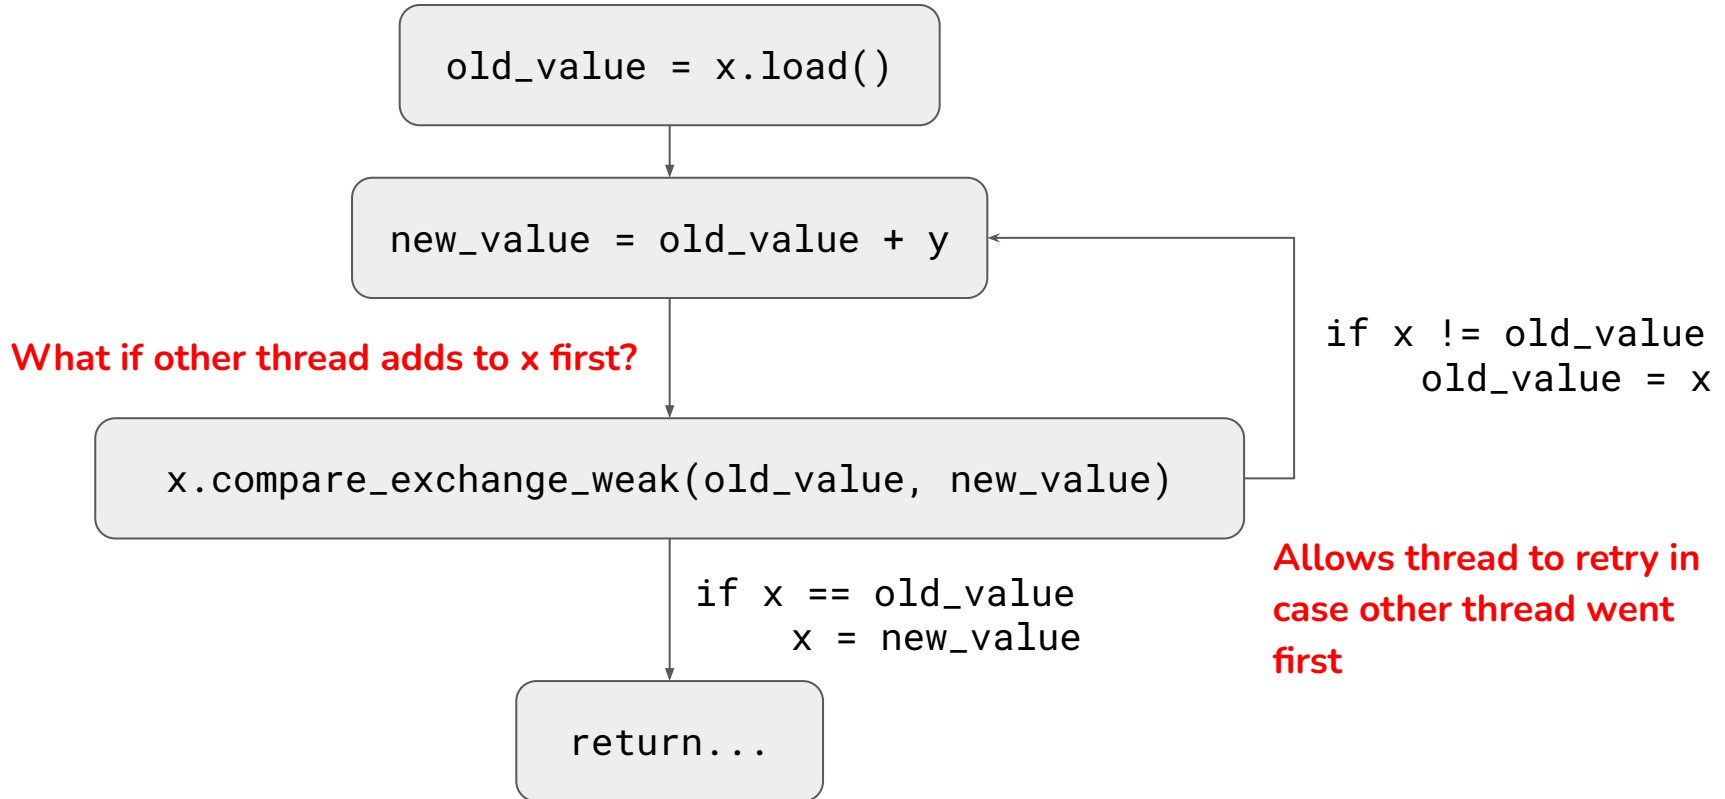 old_value = x.load()
new_value = old_value + y
What if other thread adds to x first?
if x != old_value
old_value = x
x.compare_exchange_weak(old_value, new_value)
if x == old_value
x = new_value
Allows thread to retry in
case other thread went
first
return...